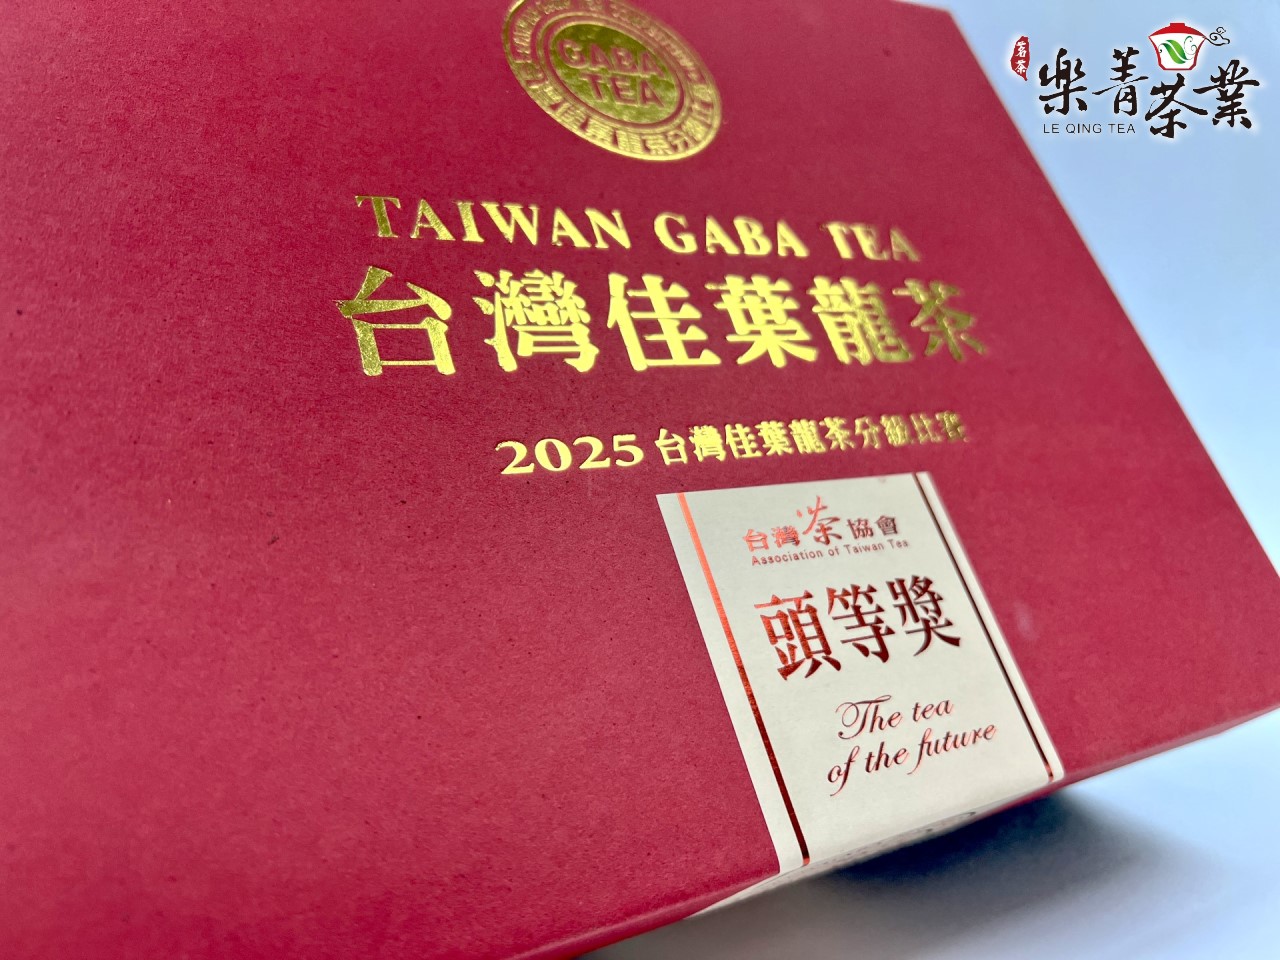 茗茶
樂菁茶業
LE QING TEA
GABA
TEA
TAIWAN GABA TEA
台灣佳葉龍茶
2025 台灣佳葉龍茶分級比賽
台灣茶協會
Association of Taiwan Tea
頭等獎
The tea
of the future